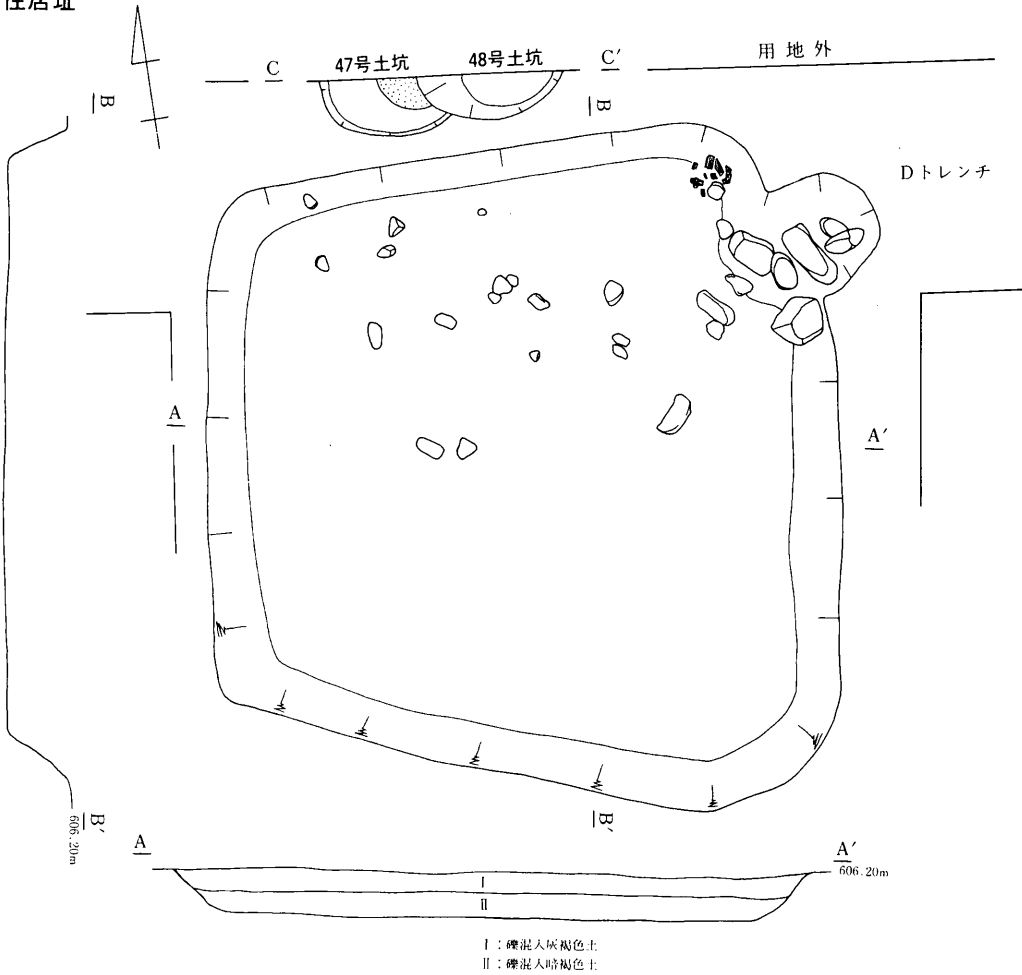 住居址
C 47号土坑 48号土坑 C′ 用地外
B B
Dトレンチ
A A′
B′ B′
606.20m
A A′
606.20m
I
II
I：礫混入灰褐色土
II：礫混入暗褐色土